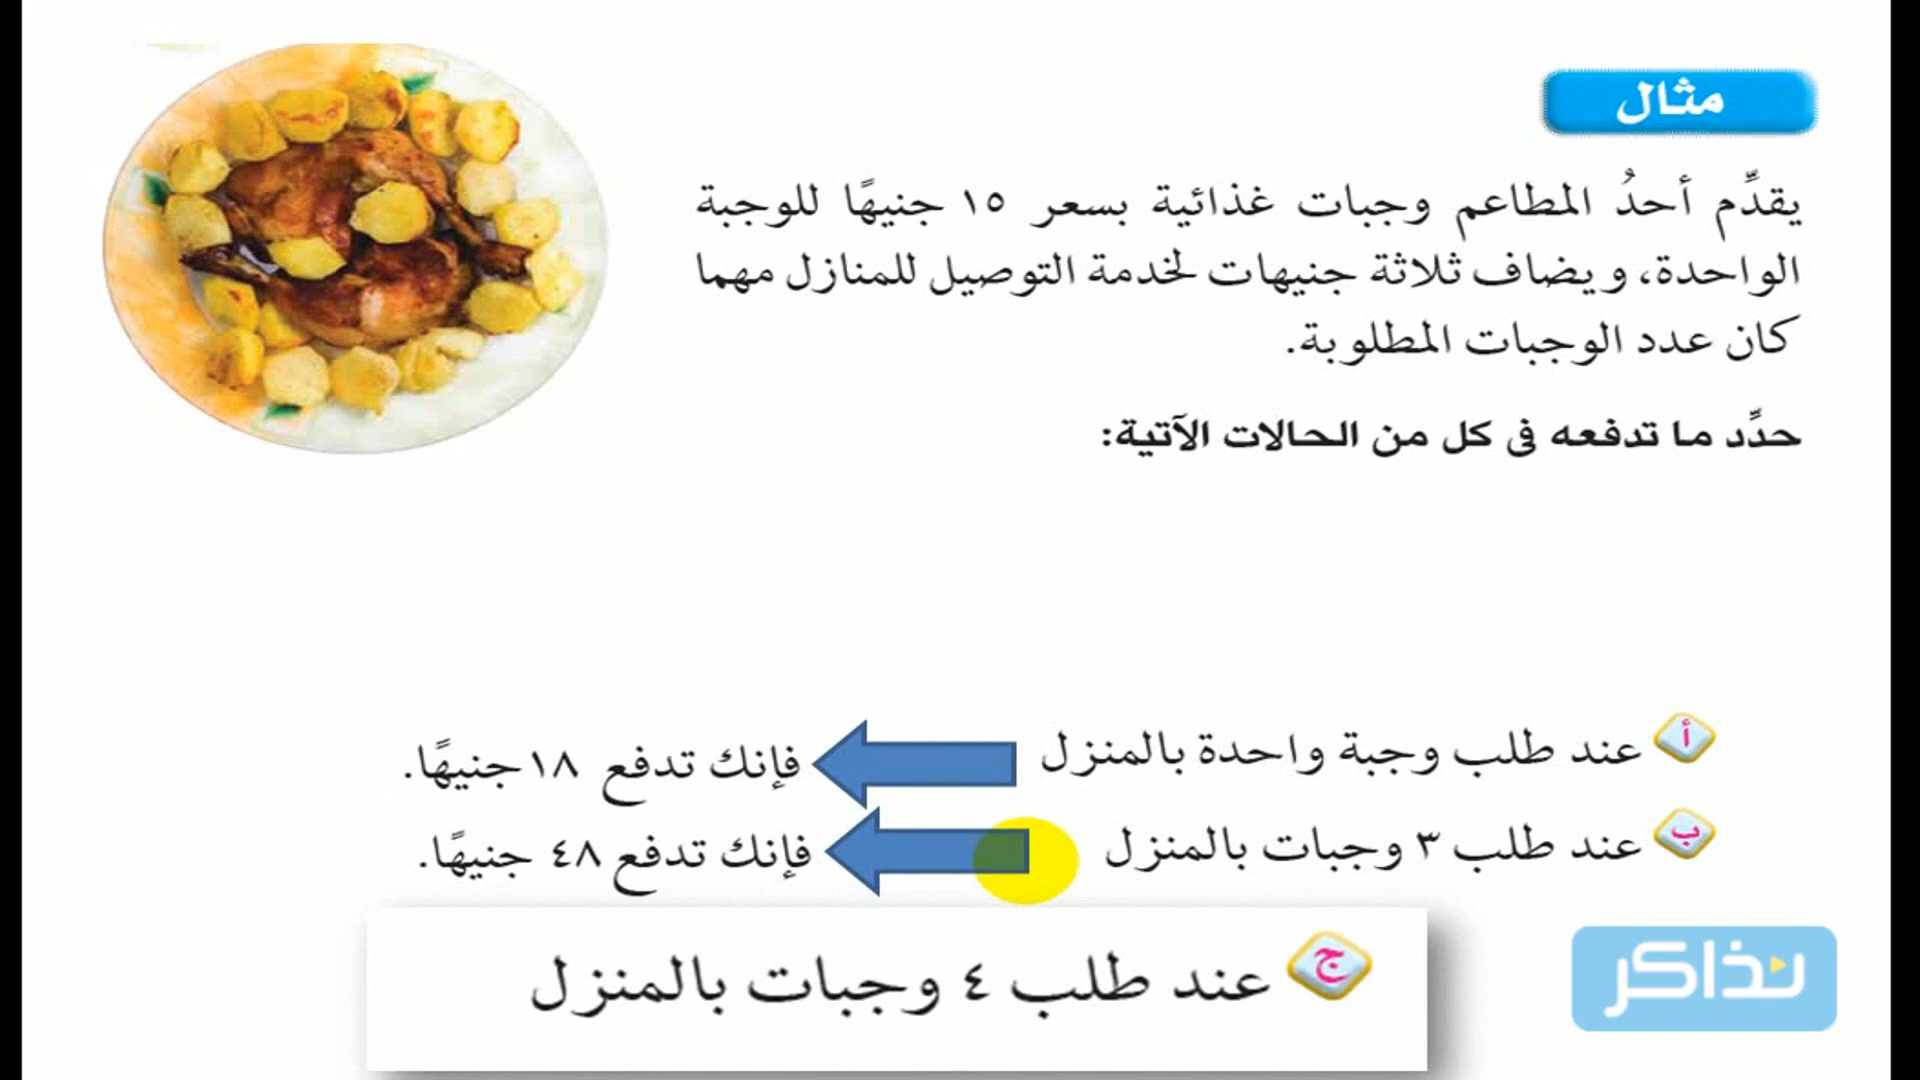 مثال
يقدِّم أحدُ المطاعم وجبات غذائية بسعر ١٥ جنيهًا للوجبة
الواحدة، ويضاف ثلاثة جنيهات لخدمة التوصيل للمنازل مهما
كان عدد الوجبات المطلوبة.
حدِّد ما تدفعه فى كل من الحالات الآتية:
أ عند طلب وجبة واحدة بالمنزل فإنك تدفع ١٨ جنيهًا.
ب عند طلب ٣ وجبات بالمنزل فإنك تدفع ٤٨ جنيهًا.
ج عند طلب ٤ وجبات بالمنزل
نذاكر